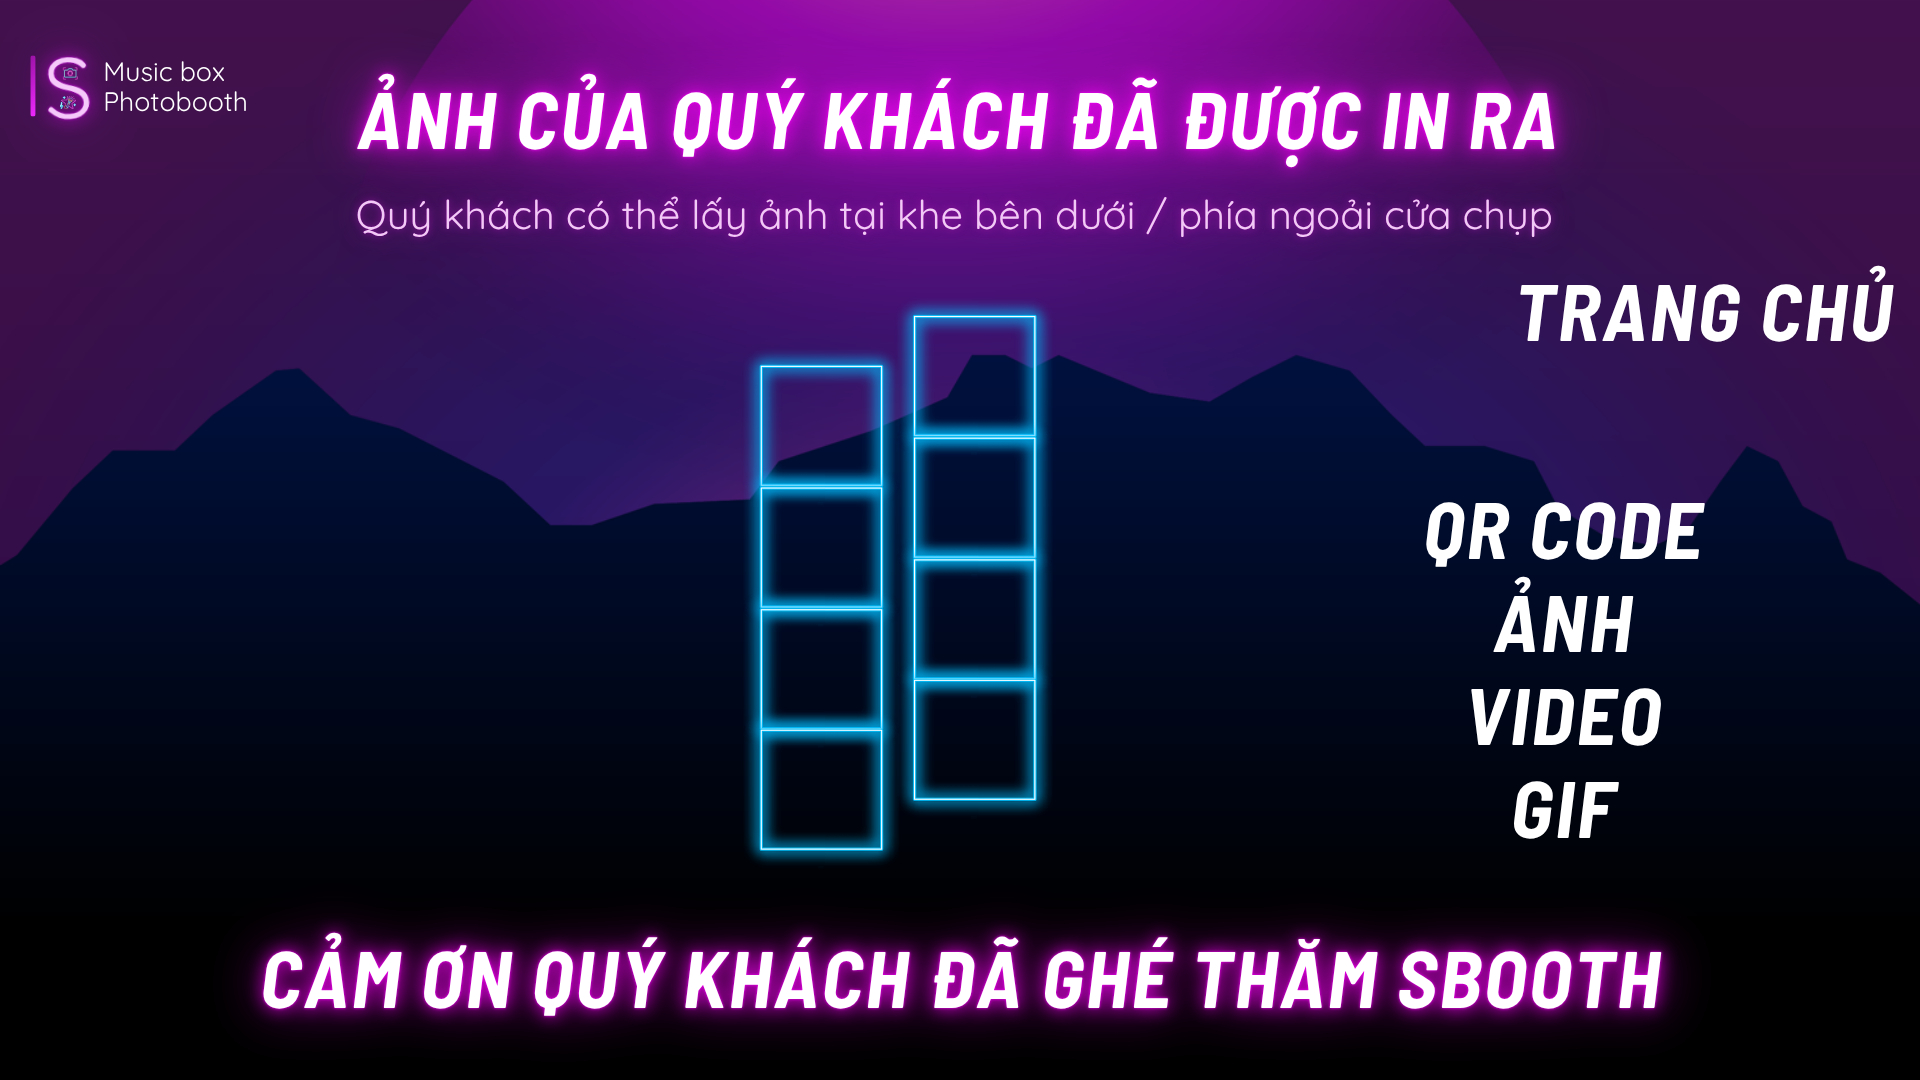 Music box
Photobooth
ẢNH CỦA QUÝ KHÁCH ĐÃ ĐƯỢC IN RA
Quý khách có thể lấy ảnh tại khe bên dưới / phía ngoài cửa chụp
TRANG CHỦ
QR CODE
ẢNH
VIDEO
GIF
CẢM ƠN QUÝ KHÁCH ĐÃ GHÉ THĂM SBOOTH